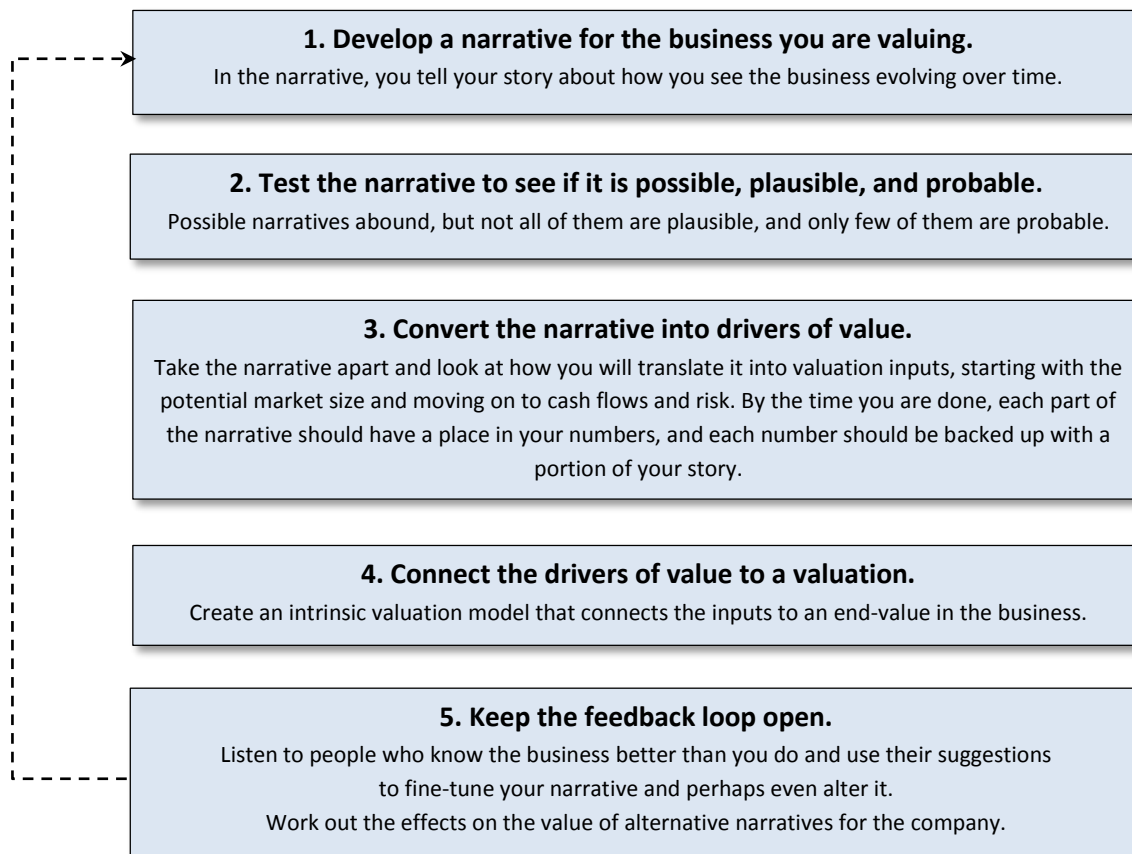 1. Develop a narrative for the business you are valuing.
In the narrative, you tell your story about how you see the business evolving over time.
2. Test the narrative to see if it is possible, plausible, and probable.
Possible narratives abound, but not all of them are plausible, and only few of them are probable.
3. Convert the narrative into drivers of value.
Take the narrative apart and look at how you will translate it into valuation inputs, starting with the
potential market size and moving on to cash flows and risk. By the time you are done, each part of
the narrative should have a place in your numbers, and each number should be backed up with a
portion of your story.
4. Connect the drivers of value to a valuation.
Create an intrinsic valuation model that connects the inputs to an end-value in the business.
5. Keep the feedback loop open.
Listen to people who know the business better than you do and use their suggestions
to fine-tune your narrative and perhaps even alter it.
Work out the effects on the value of alternative narratives for the company.